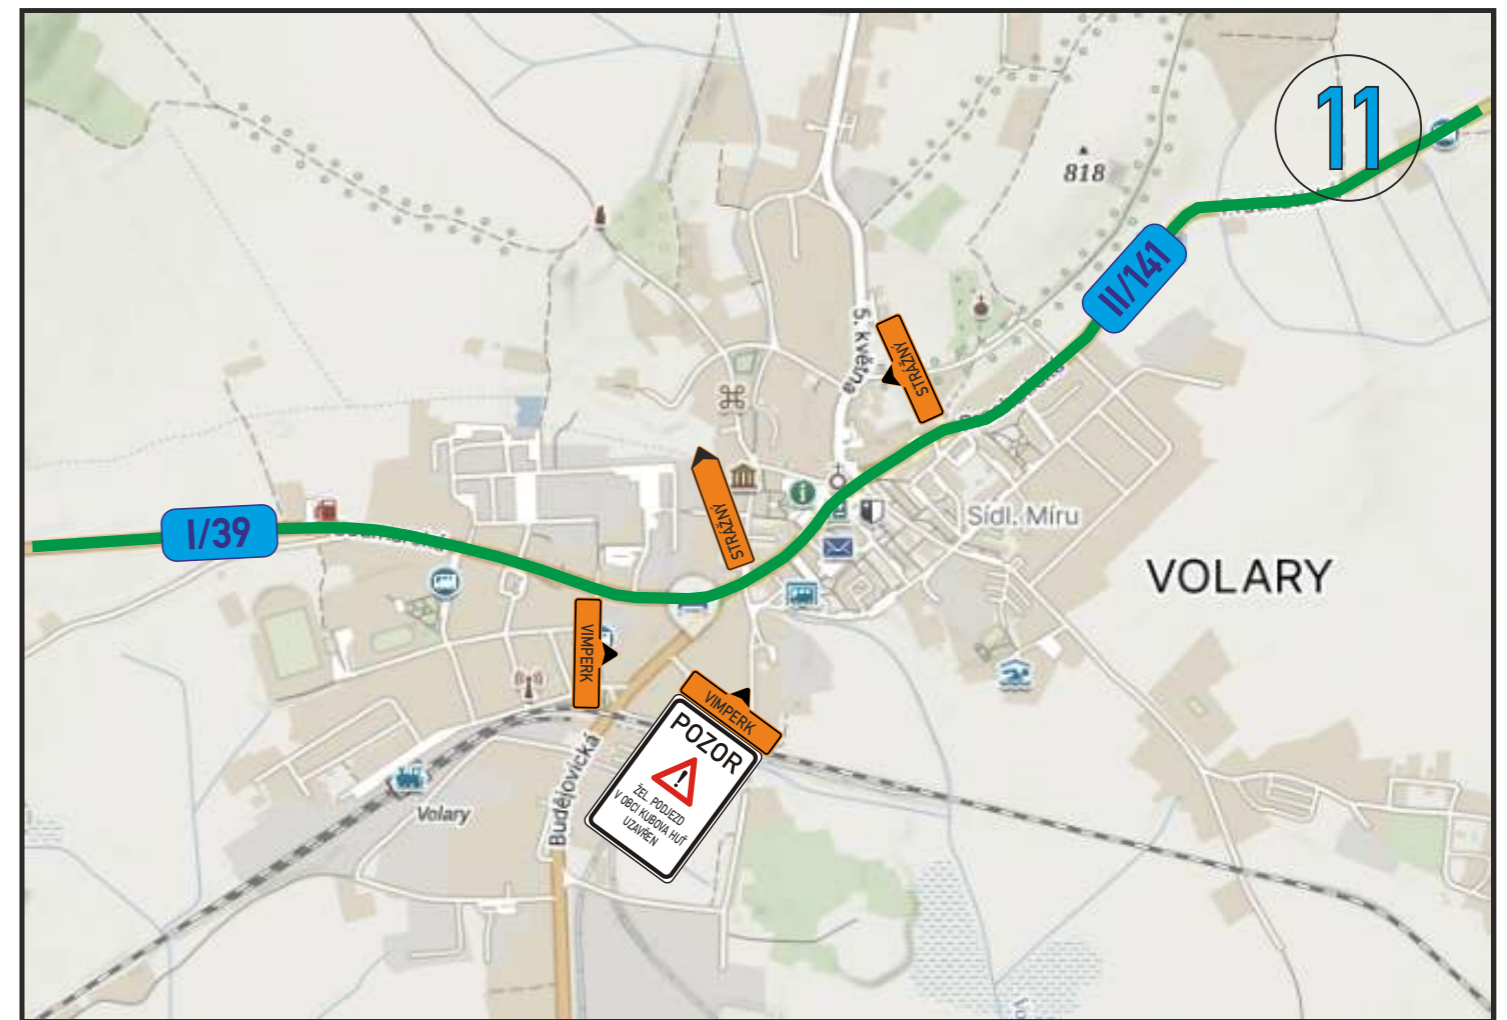 11
818
II/141
5. května
STRÁŽNÝ
I/39
STRÁŽNÝ
Sídl. Míru
VOLARY
VIMPERK
VIMPERK
POZOR
ŽEL. PODJEZD
V OBCI KUBOVA HUŤ
UZAVŘEN
Budějovická
Volary